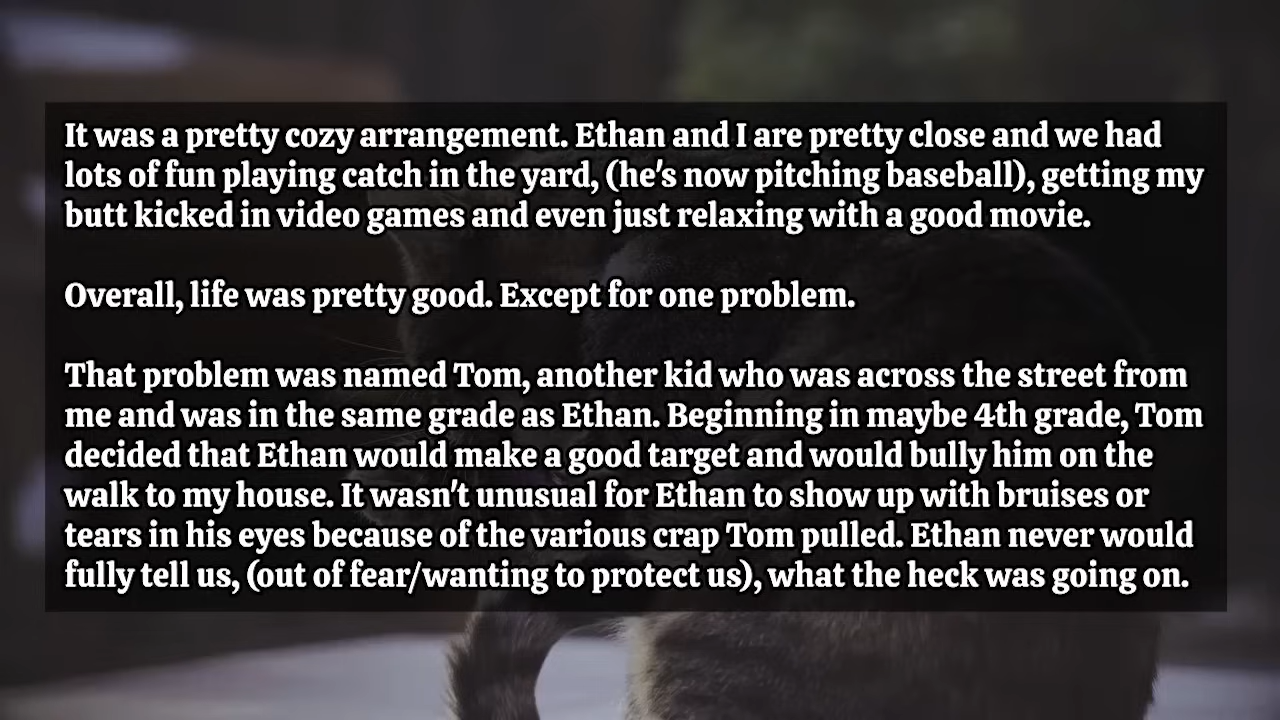 It was a pretty cozy arrangement. Ethan and I are pretty close and we had
lots of fun playing catch in the yard, (he's now pitching baseball), getting my
butt kicked in video games and even just relaxing with a good movie.
Overall, life was pretty good. Except for one problem.
That problem was named Tom, another kid who was across the street from
me and was in the same grade as Ethan. Beginning in maybe 4th grade, Tom
decided that Ethan would make a good target and would bully him on the
walk to my house. It wasn't unusual for Ethan to show up with bruises or
tears in his eyes because of the various crap Tom pulled. Ethan never would
fully tell us, (out of fear/wanting to protect us), what the heck was going on.